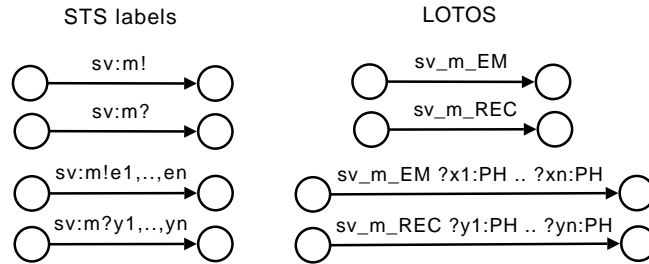 STS labels LOTOS
sv:m! sv_m_EM
sv:m? sv_m_REC
sv:m!e1,..,en sv_m_EM ?x1:PH .. ?xn:PH
sv:m?y1,..,yn sv_m_REC ?y1:PH .. ?yn:PH